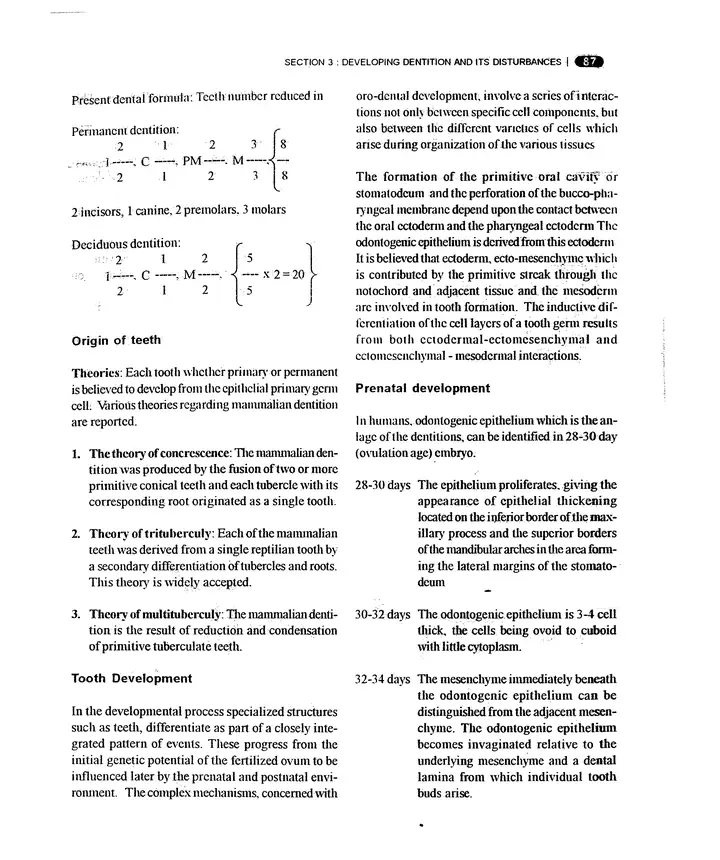 SECTION 3 : DEVELOPING DENTITION AND ITS DISTURBANCES | 87
Present dental formula: Teeth number reduced in
Permanent dentition:
2 1 2 3 8
I ----, C ----, PM ----, M ---- { ----
2 1 2 3 8
2 incisors, 1 canine, 2 premolars, 3 molars
Deciduous dentition:
2 1 2 5
I ----, C ----, M ----, { ---- x 2 = 20 }
2 1 2 5
Origin of teeth
Theories: Each tooth whether primary or permanent
is believed to develop from the epithelial primary germ
cell. Various theories regarding mammalian dentition
are reported.
1. The theory of concrescence: The mammalian den-
tition was produced by the fusion of two or more
primitive conical teeth and each tubercle with its
corresponding root originated as a single tooth.
2. Theory of trituberculy: Each of the mammalian
teeth was derived from a single reptilian tooth by
a secondary differentiation of tubercles and roots.
This theory is widely accepted.
3. Theory of multituberculy: The mammalian denti-
tion is the result of reduction and condensation
of primitive tuberculate teeth.
Tooth Development
In the developmental process specialized structures
such as teeth, differentiate as part of a closely inte-
grated pattern of events. These progress from the
initial genetic potential of the fertilized ovum to be
influenced later by the prenatal and postnatal envi-
ronment. The complex mechanisms, concerned with
oro-dental development, involve a series of interac-
tions not only between specific cell components, but
also between the different varieties of cells which
arise during organization of the various tissues
The formation of the primitive oral cavity or
stomatodeum and the perforation of the bucco-pha-
ryngeal membrane depend upon the contact between
the oral ectoderm and the pharyngeal ectoderm The
odontogenic epithelium is derived from this ectoderm
It is believed that ectoderm, ecto-mesenchyme which
is contributed by the primitive streak through the
notochord and adjacent tissue and the mesoderm
are involved in tooth formation. The inductive dif-
ferentiation of the cell layers of a tooth germ results
from both ectodermal-ectomesenchymal and
ectomesenchymal - mesodermal interactions.
Prenatal development
In humans, odontogenic epithelium which is the an-
lage of the dentitions, can be identified in 28-30 day
(ovulation age) embryo.
28-30 days The epithelium proliferates, giving the
appearance of epithelial thickening
located on the inferior border of the max-
illary process and the superior borders
of the mandibular arches in the area form-
ing the lateral margins of the stomato-
deum
30-32 days The odontogenic epithelium is 3-4 cell
thick, the cells being ovoid to cuboid
with little cytoplasm.
32-34 days The mesenchyme immediately beneath
the odontogenic epithelium can be
distinguished from the adjacent mesen-
chyme. The odontogenic epithelium
becomes invaginated relative to the
underlying mesenchyme and a dental
lamina from which individual tooth
buds arise.